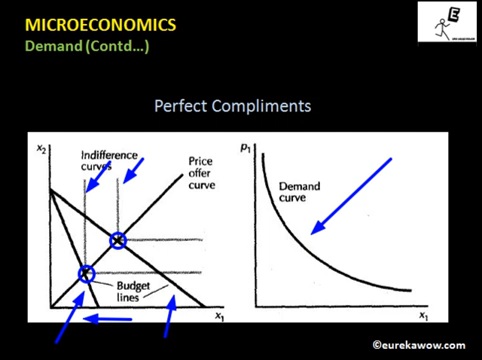 MICROECONOMICS
Demand (Contd...)
E
Perfect Compliments
x2
Indifference
curves
Price
offer
curve
Budget
lines
x1
p1
Demand
curve
x1
©eurekawow.com